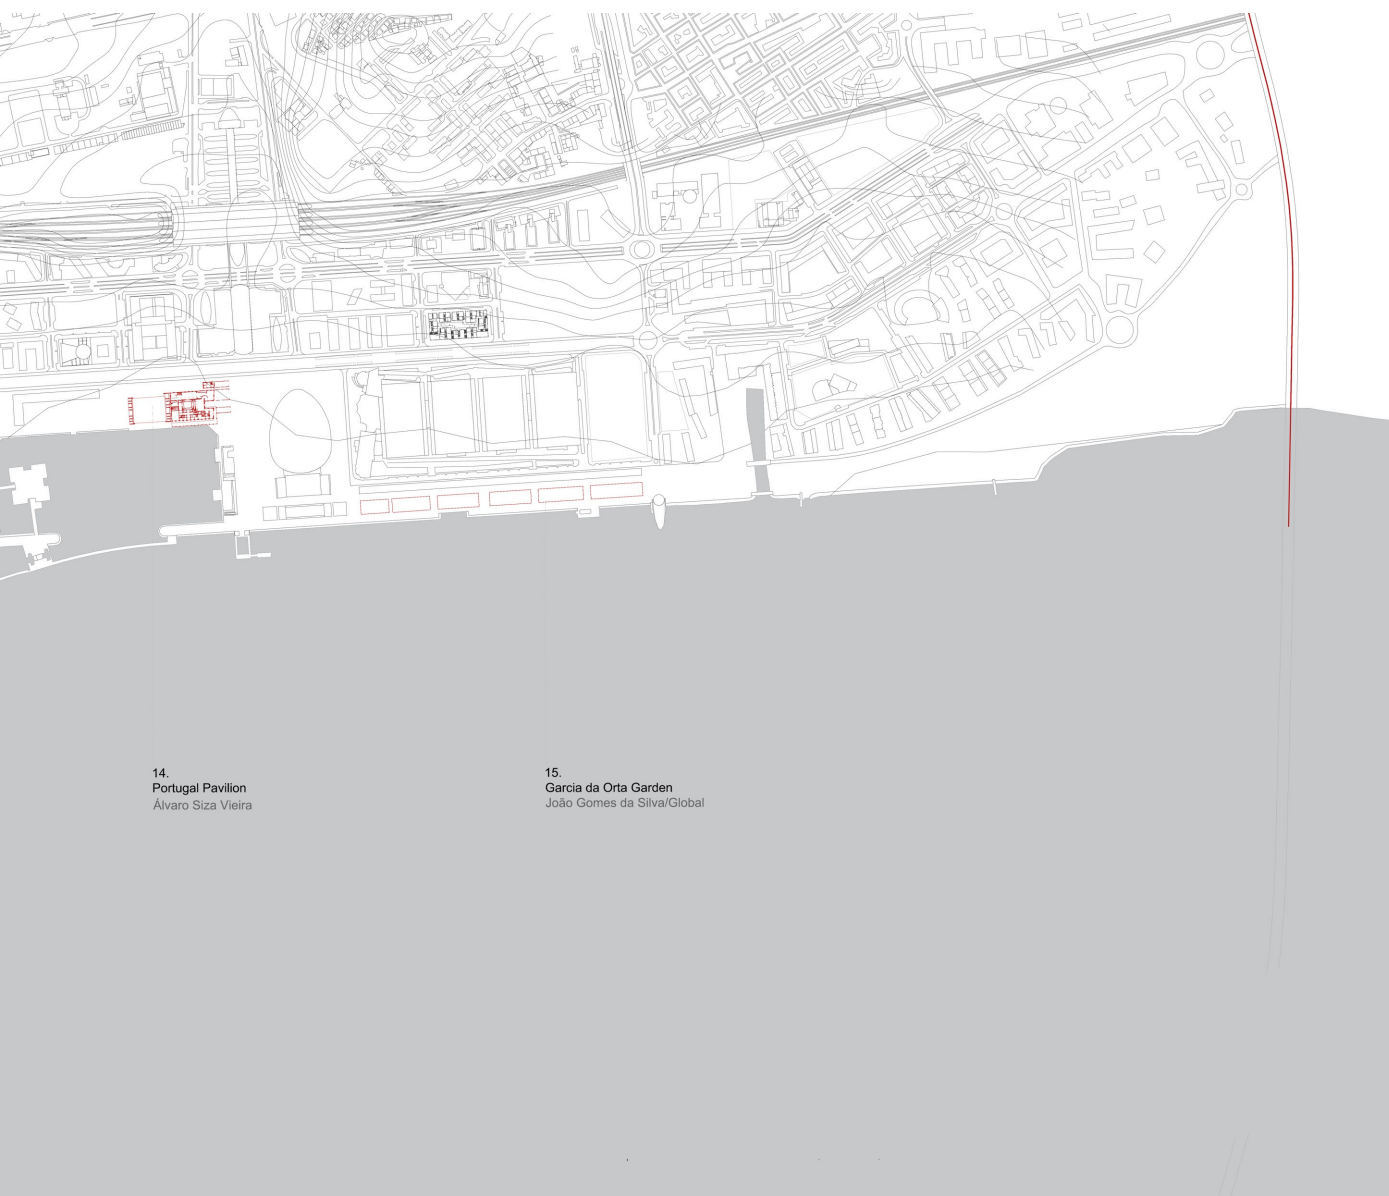 14.
Portugal Pavilion
Álvaro Siza Vieira
15.
Garcia da Orta Garden
João Gomes da Silva/Global